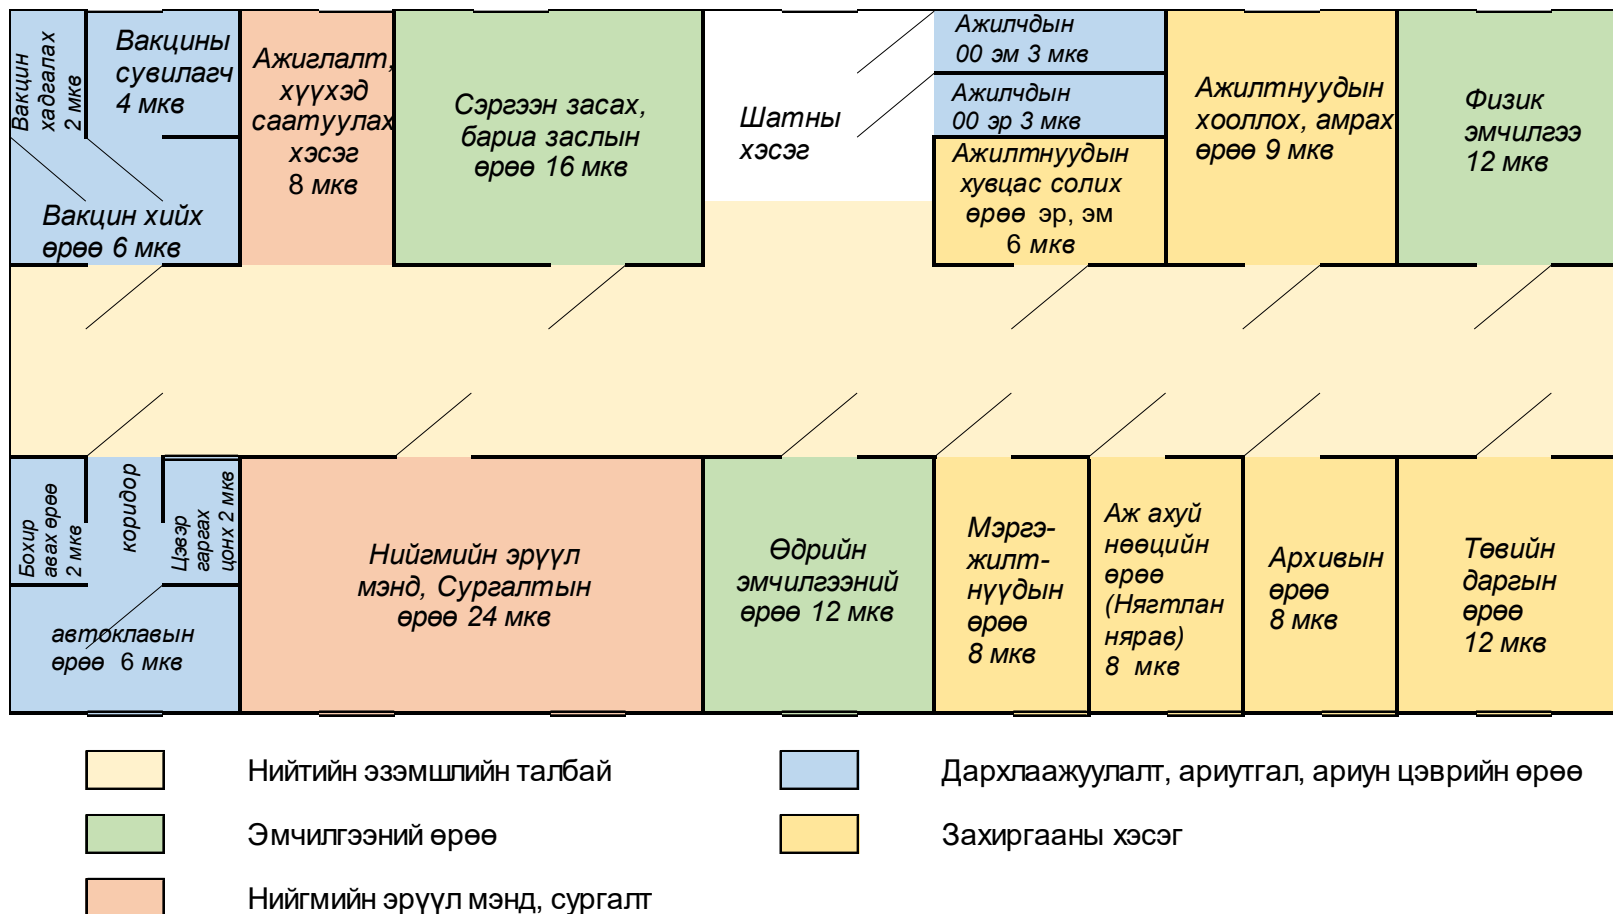 Вакцин
хадгалах
2 мкв
Вакцины
сувилагч
4 мкв
Вакцин хийх
өрөө 6 мкв
Ажиглалт,
хүүхэд
саатуулах
хэсэг
8 мкв
Сэргээн засах,
бариа заслын
өрөө 16 мкв
Шатны
хэсэг
Ажилчдын
00 эм 3 мкв
Ажилчдын
00 эр 3 мкв
Ажилтнуудын
хувцас солих
өрөө эр, эм
6 мкв
Ажилтнуудын
хооллох, амрах
өрөө 9 мкв
Физик
эмчилгээ
12 мкв
Бохир
авах өрөө
2 мкв
коридор
Цэвэр
гаргах
цонх 2 мкв
автоклавын
өрөө 6 мкв
Нийгмийн эрүүл
мэнд, Сургалтын
өрөө 24 мкв
Өдрийн
эмчилгээний
өрөө 12 мкв
Мэргэ-
жилт-
нүүдын
өрөө
8 мкв
Аж ахуй
нөөцийн
өрөө
(Нягтлан
нярав)
8 мкв
Архивын
өрөө
8 мкв
Төвийн
даргын
өрөө
12 мкв
Нийтийн эзэмшлийн талбай
Дархлаажуулалт, ариутгал, ариун цэврийн өрөө
Эмчилгээний өрөө
Захиргааны хэсэг
Нийгмийн эрүүл мэнд, сургалт